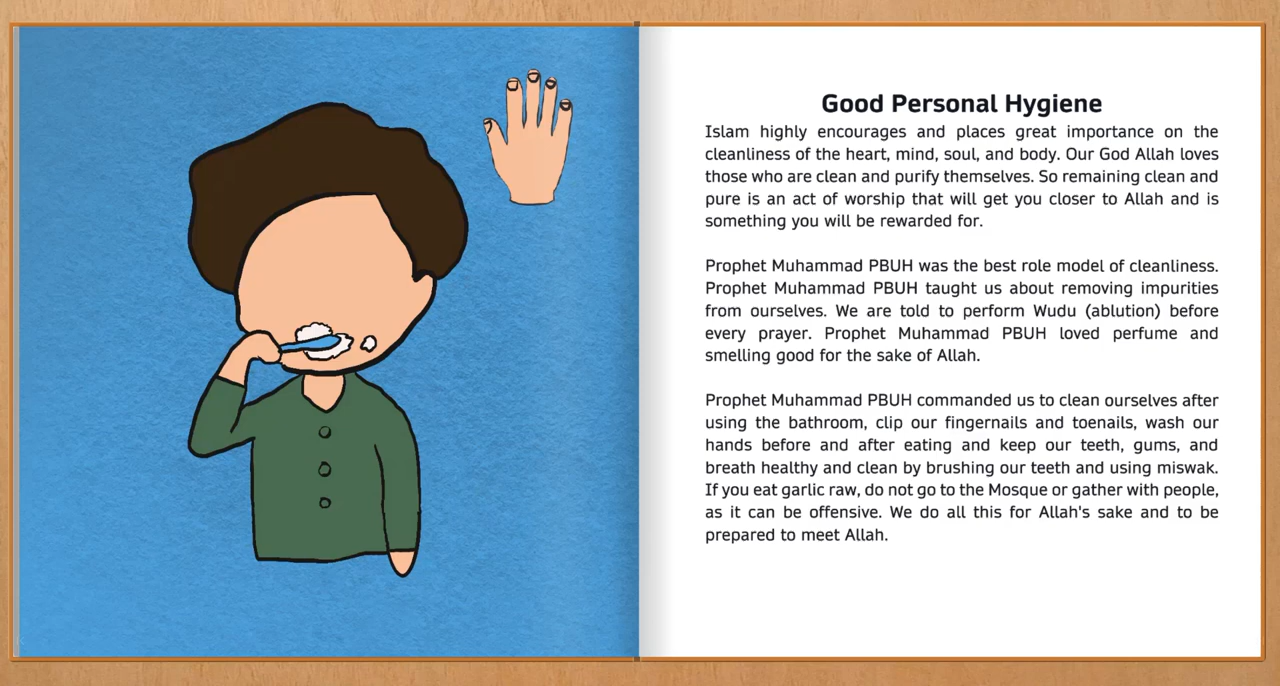 Good Personal Hygiene
Islam highly encourages and places great importance on the
cleanliness of the heart, mind, soul, and body. Our God Allah loves
those who are clean and purify themselves. So remaining clean and
pure is an act of worship that will get you closer to Allah and is
something you will be rewarded for.
Prophet Muhammad PBUH was the best role model of cleanliness.
Prophet Muhammad PBUH taught us about removing impurities
from ourselves. We are told to perform Wudu (ablution) before
every prayer. Prophet Muhammad PBUH loved perfume and
smelling good for the sake of Allah.
Prophet Muhammad PBUH commanded us to clean ourselves after
using the bathroom, clip our fingernails and toenails, wash our
hands before and after eating and keep our teeth, gums, and
breath healthy and clean by brushing our teeth and using miswak.
If you eat garlic raw, do not go to the Mosque or gather with people,
as it can be offensive. We do all this for Allah's sake and to be
prepared to meet Allah.